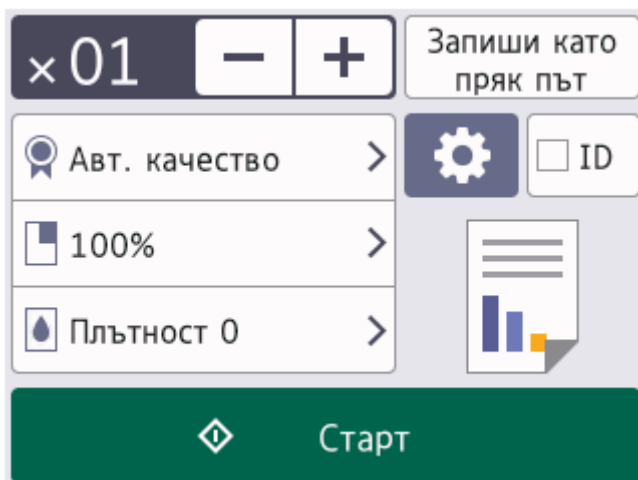 ×01 − +
Запиши като
пряк път
Авт. качество
ID
100%
Плътност 0
Старт